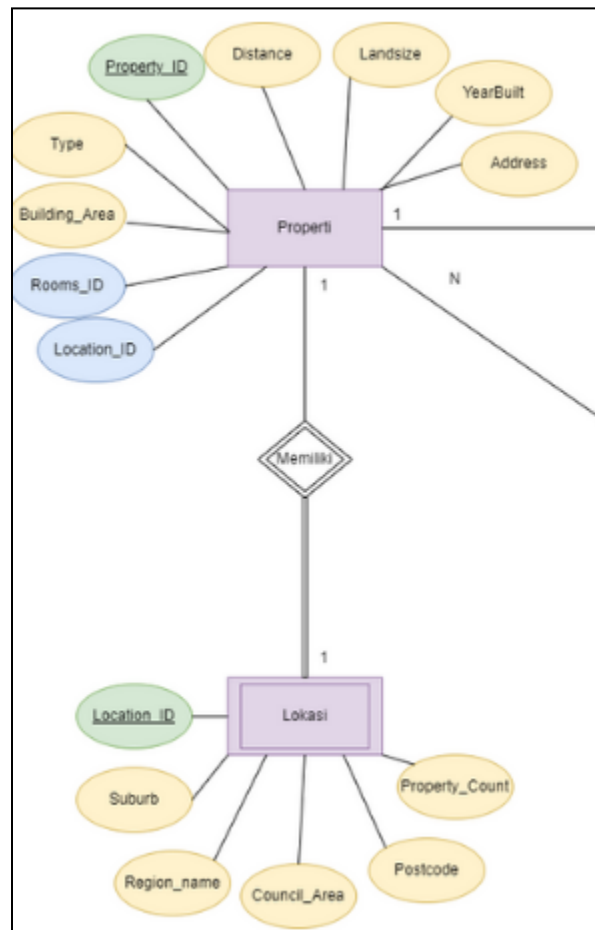 Property_ID
Distance
Landsize
YearBuilt
Type
Address
Building_Area
Properti
1
Rooms_ID
1
N
Location_ID
Memiliki
1
Location_ID
Lokasi
Property_Count
Suburb
Postcode
Region_name
Council_Area